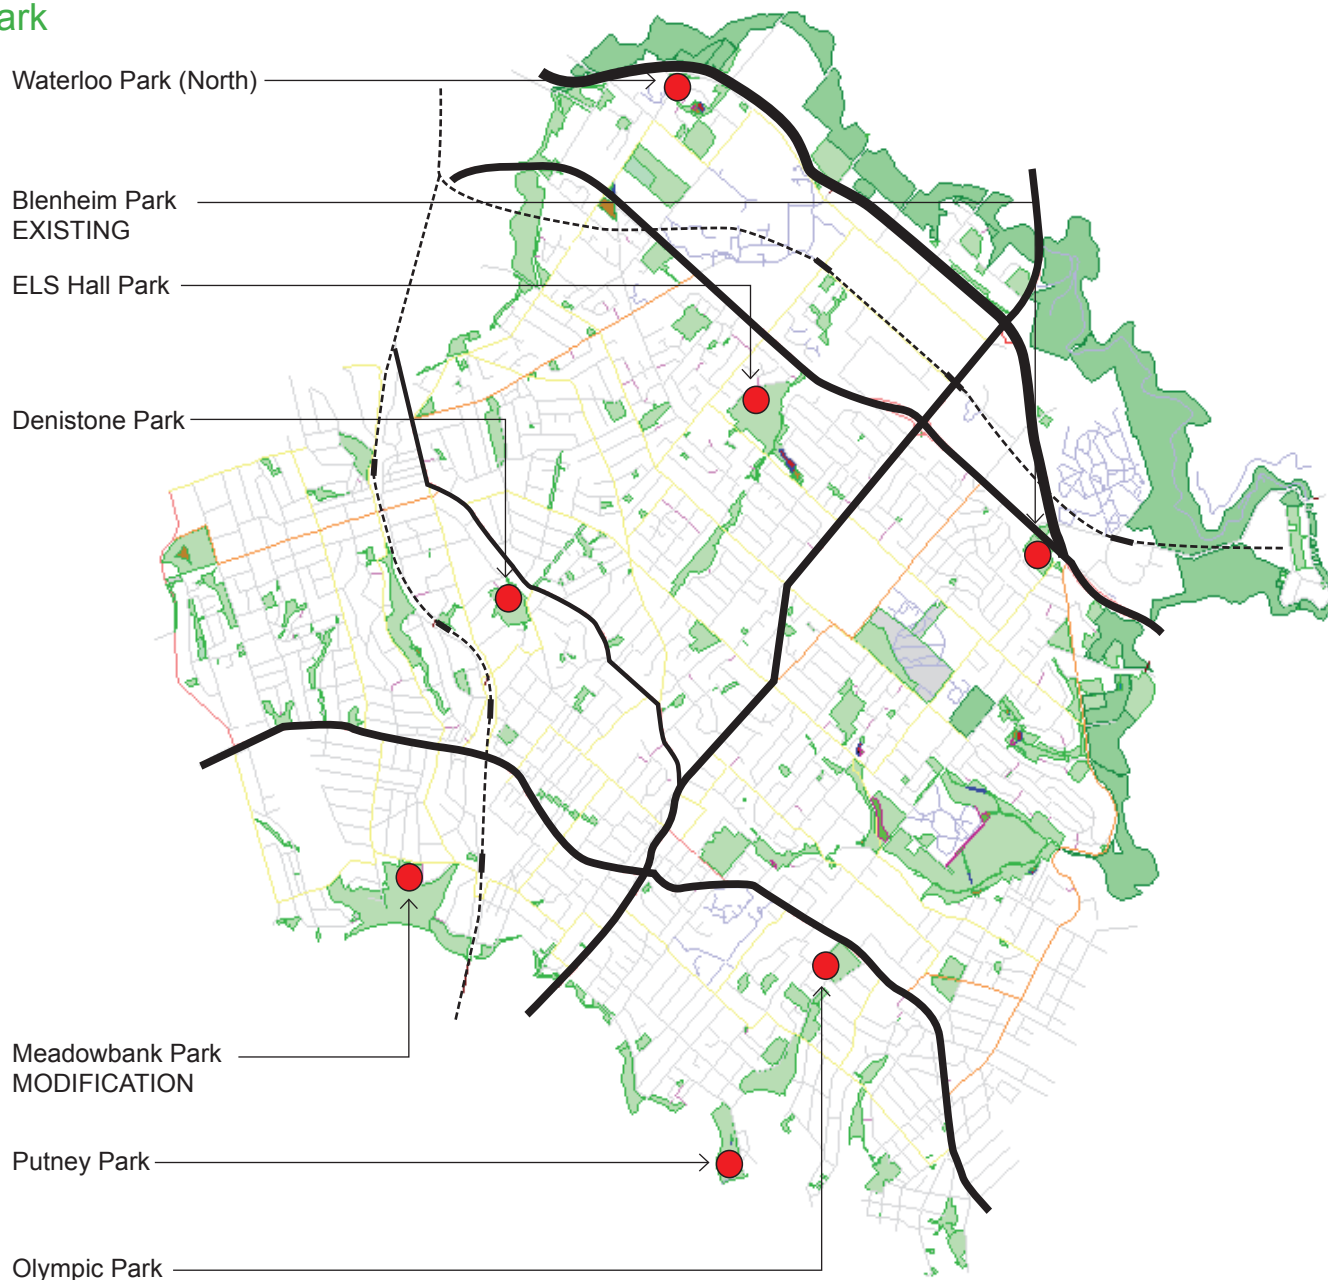 ark
Waterloo Park (North)
Blenheim Park
EXISTING
ELS Hall Park
Denistone Park
Meadowbank Park
MODIFICATION
Putney Park
Olympic Park